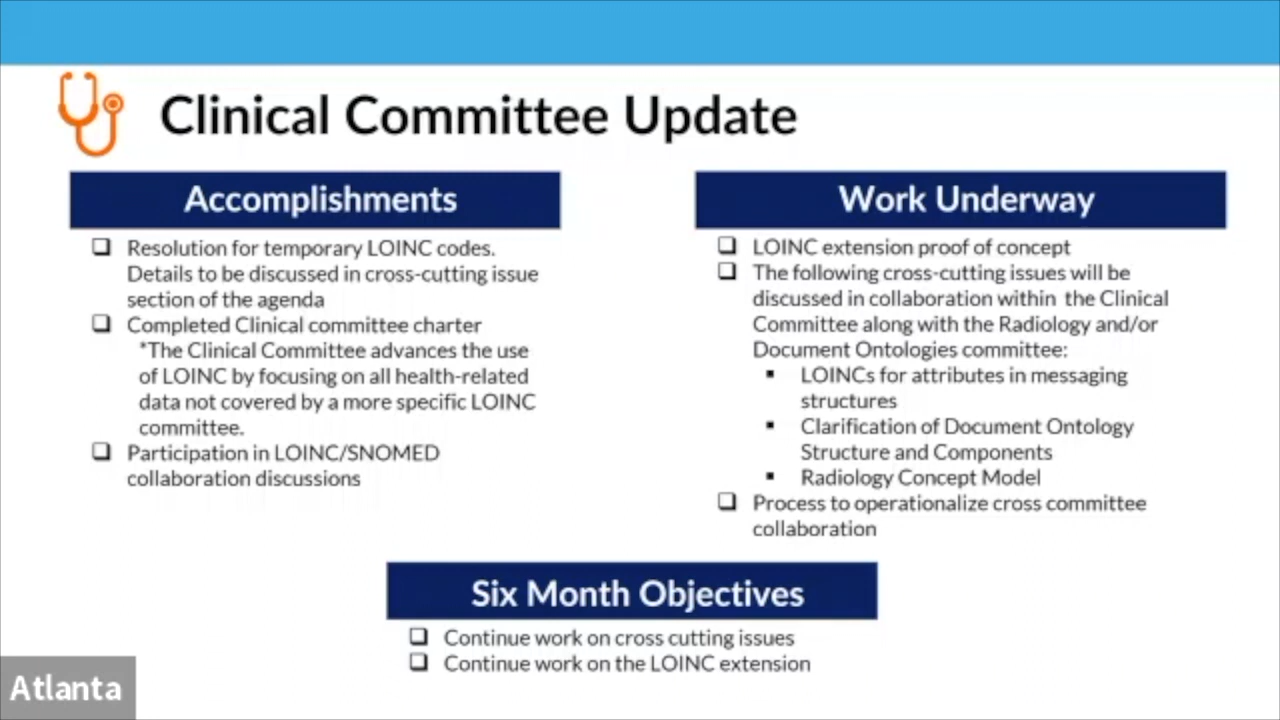 Clinical Committee Update
Accomplishments
Resolution for temporary LOINC codes.
Details to be discussed in cross-cutting issue
section of the agenda
Completed Clinical committee charter
*The Clinical Committee advances the use
of LOINC by focusing on all health-related
data not covered by a more specific LOINC
committee.
Participation in LOINC/SNOMED
collaboration discussions
Work Underway
LOINC extension proof of concept
The following cross-cutting issues will be
discussed in collaboration within the Clinical
Committee along with the Radiology and/or
Document Ontologies committee:
LOINCs for attributes in messaging
structures
Clarification of Document Ontology
Structure and Components
Radiology Concept Model
Process to operationalize cross committee
collaboration
Six Month Objectives
Continue work on cross cutting issues
Continue work on the LOINC extension
Atlanta